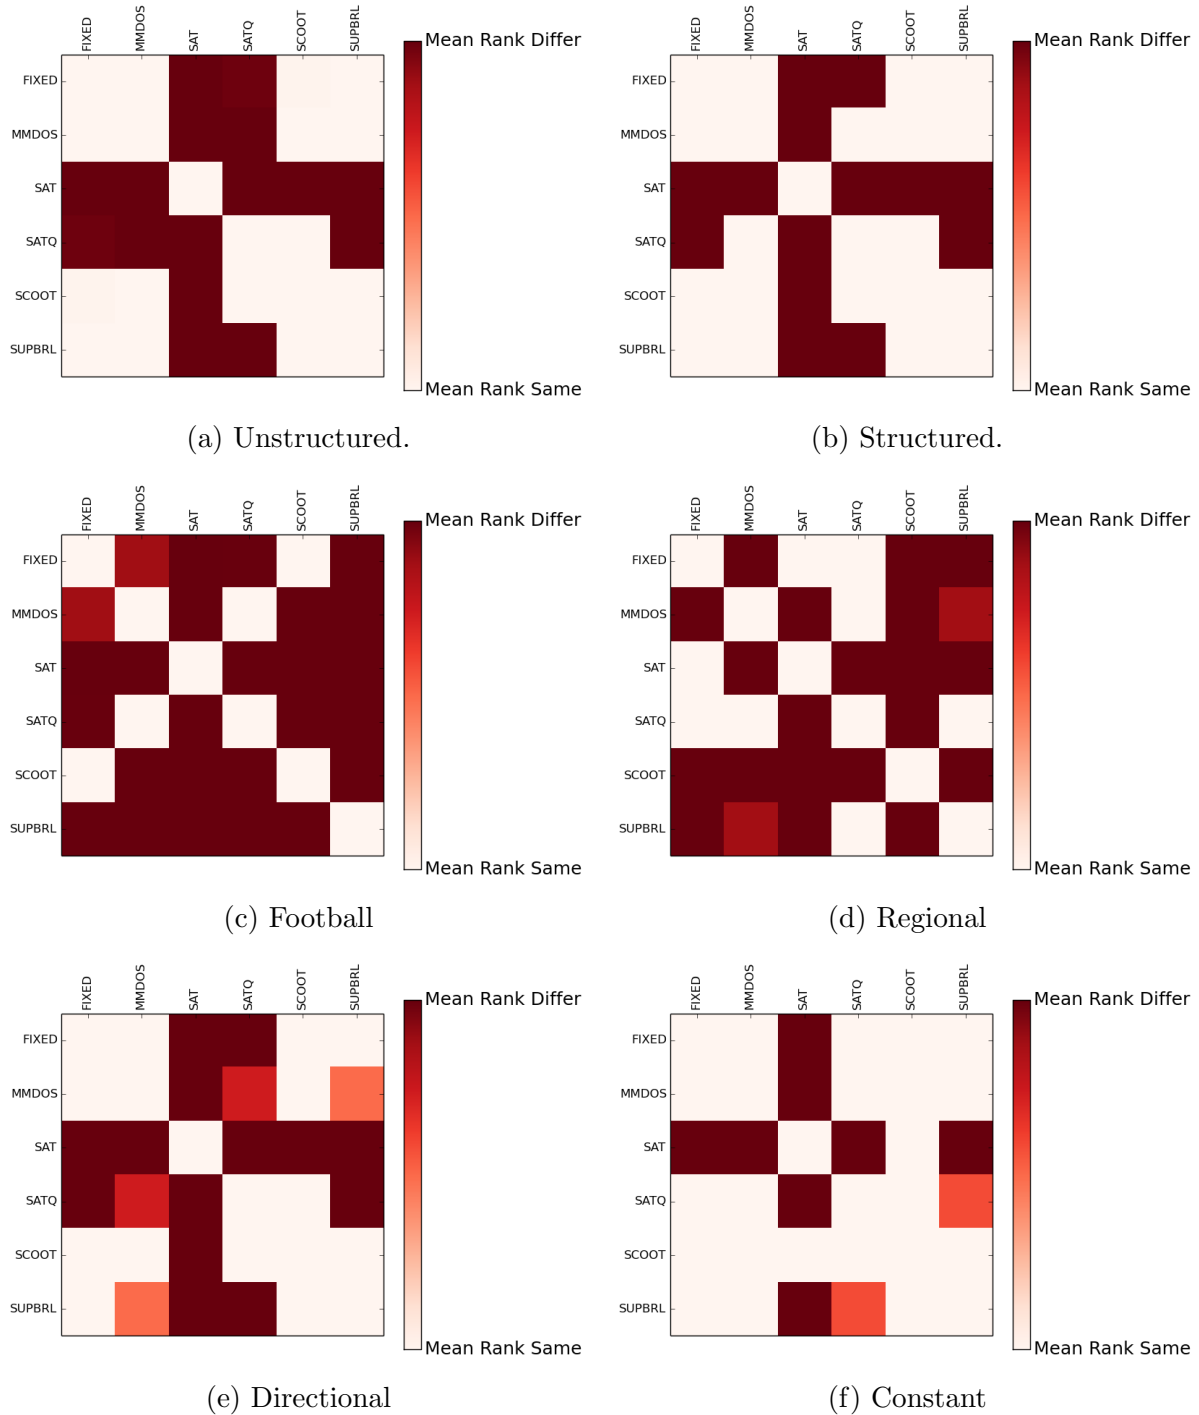 FIXED MMDOS SAT SATQ SCOOT SUPBRL
Mean Rank Differ
FIXED
MMDOS
SAT
SATQ
SCOOT
SUPBRL
Mean Rank Same
(a) Unstructured.
FIXED MMDOS SAT SATQ SCOOT SUPBRL
Mean Rank Differ
FIXED
MMDOS
SAT
SATQ
SCOOT
SUPBRL
Mean Rank Same
(b) Structured.
FIXED MMDOS SAT SATQ SCOOT SUPBRL
Mean Rank Differ
FIXED
MMDOS
SAT
SATQ
SCOOT
SUPBRL
Mean Rank Same
(c) Football
FIXED MMDOS SAT SATQ SCOOT SUPBRL
Mean Rank Differ
FIXED
MMDOS
SAT
SATQ
SCOOT
SUPBRL
Mean Rank Same
(d) Regional
FIXED MMDOS SAT SATQ SCOOT SUPBRL
Mean Rank Differ
FIXED
MMDOS
SAT
SATQ
SCOOT
SUPBRL
Mean Rank Same
(e) Directional
FIXED MMDOS SAT SATQ SCOOT SUPBRL
Mean Rank Differ
FIXED
MMDOS
SAT
SATQ
SCOOT
SUPBRL
Mean Rank Same
(f) Constant